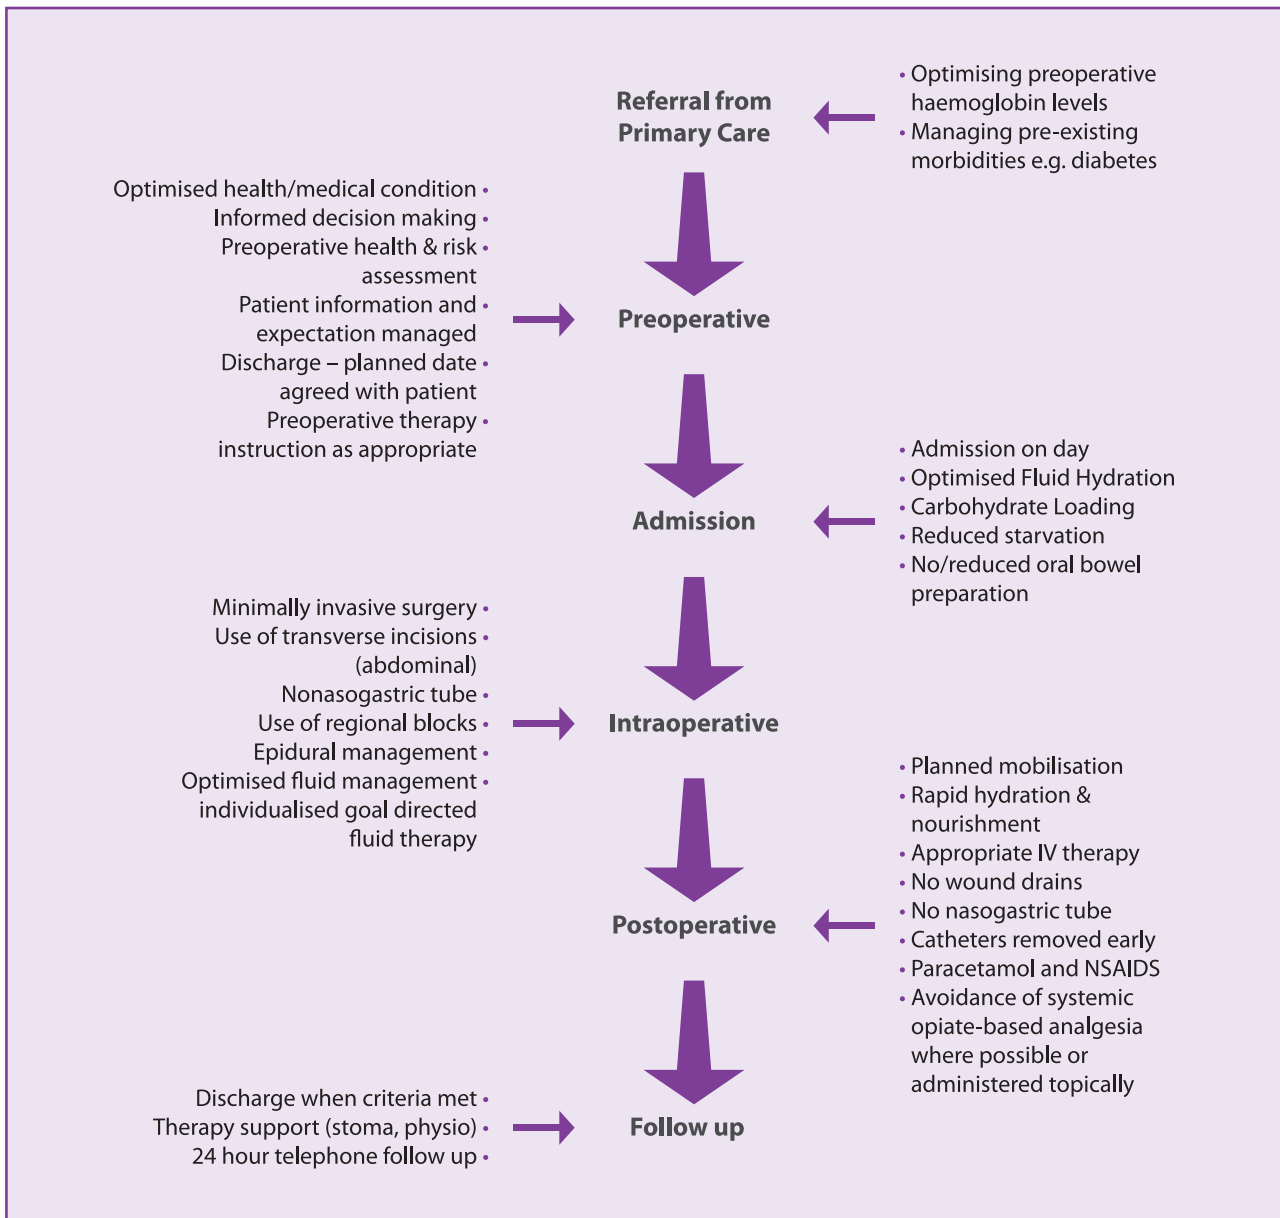 Referral from
Primary Care
• Optimising preoperative
haemoglobin levels
• Managing pre-existing
morbidities e.g. diabetes
Optimised health/medical condition •
Informed decision making •
Preoperative health & risk •
assessment
Patient information and •
expectation managed
Discharge – planned date •
agreed with patient
Preoperative therapy •
instruction as appropriate
Preoperative
• Admission on day
• Optimised Fluid Hydration
• Carbohydrate Loading
• Reduced starvation
• No/reduced oral bowel
preparation
Admission
Minimally invasive surgery •
Use of transverse incisions •
(abdominal)
Nonasogastric tube •
Use of regional blocks •
Epidural management •
Optimised fluid management •
individualised goal directed
fluid therapy
Intraoperative
• Planned mobilisation
• Rapid hydration &
nourishment
• Appropriate IV therapy
• No wound drains
• No nasogastric tube
• Catheters removed early
• Paracetamol and NSAIDS
• Avoidance of systemic
opiate-based analgesia
where possible or
administered topically
Postoperative
Discharge when criteria met •
Therapy support (stoma, physio) •
24 hour telephone follow up •
Follow up